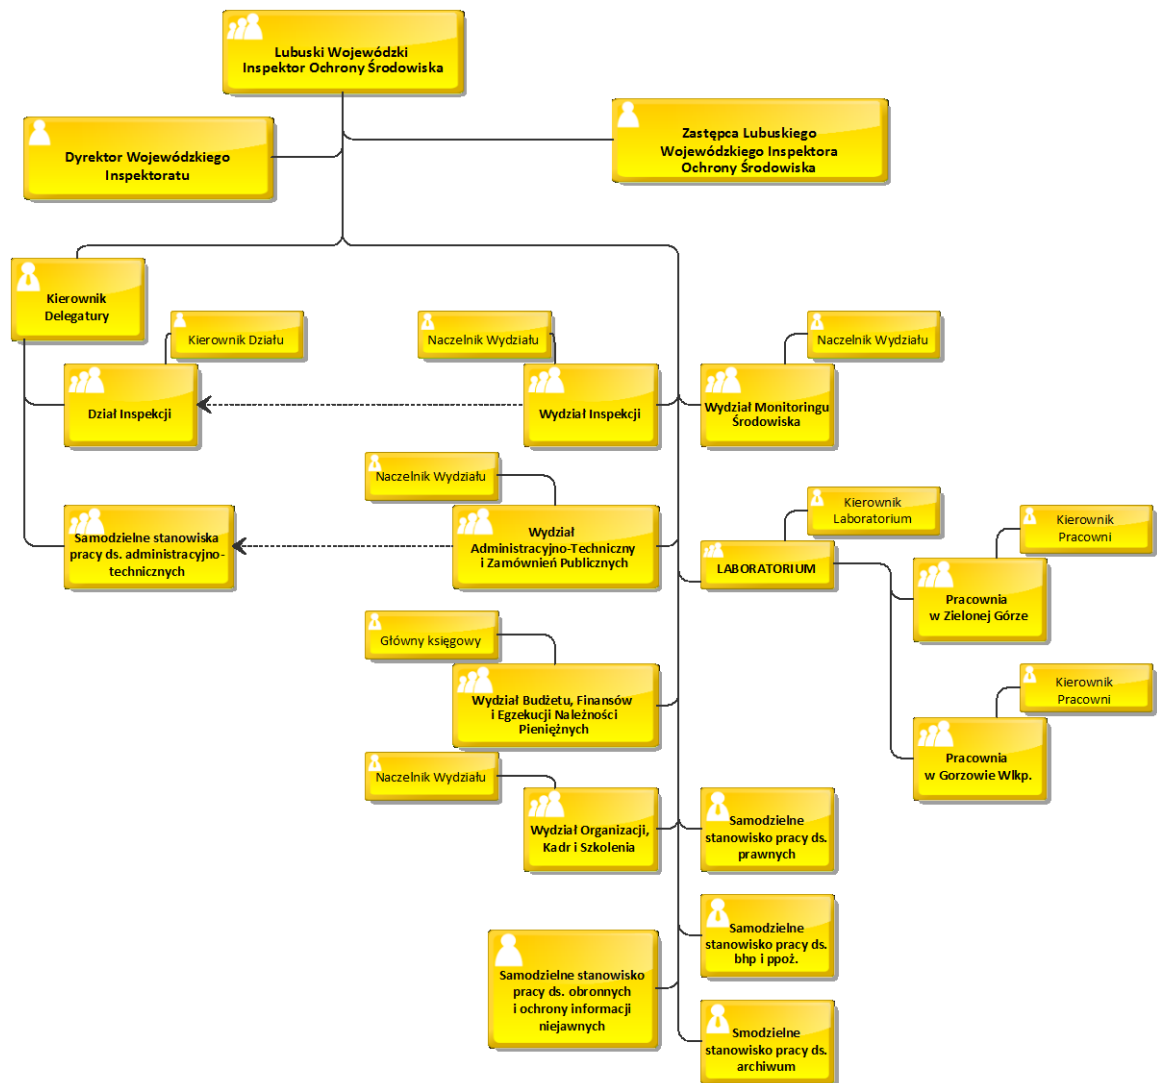 Lubuski Wojewódzki
Inspektor Ochrony Środowiska
Dyrektor Wojewódzkiego
Inspektoratu
Zastępca Lubuskiego
Wojewódzkiego Inspektora
Ochrony Środowiska
Kierownik
Delegatury
Kierownik Działu
Dział Inspekcji
Naczelnik Wydziału
Wydział Inspekcji
Naczelnik Wydziału
Wydział Monitoringu
Środowiska
Samodzielne stanowiska
pracy ds. administracyjno-
technicznych
Naczelnik Wydziału
Wydział
Administracyjno-Techniczny
i Zamównień Publicznych
Kierownik
Laboratorium
LABORATORIUM
Kierownik
Pracowni
Pracownia
w Zielonej Górze
Główny księgowy
Wydział Budżetu, Finansów
i Egzekucji Należności
Pieniężnych
Kierownik
Pracowni
Pracownia
w Gorzowie Wlkp.
Naczelnik Wydziału
Wydział Organizacji,
Kadr i Szkolenia
Samodzielne
stanowisko pracy ds.
prawnych
Samodzielne
stanowisko pracy ds.
bhp i ppoż.
Samodzielne stanowisko
pracy ds. obronnych
i ochrony informacji
niejawnych
Smodzielne
stanowisko pracy ds.
archiwum